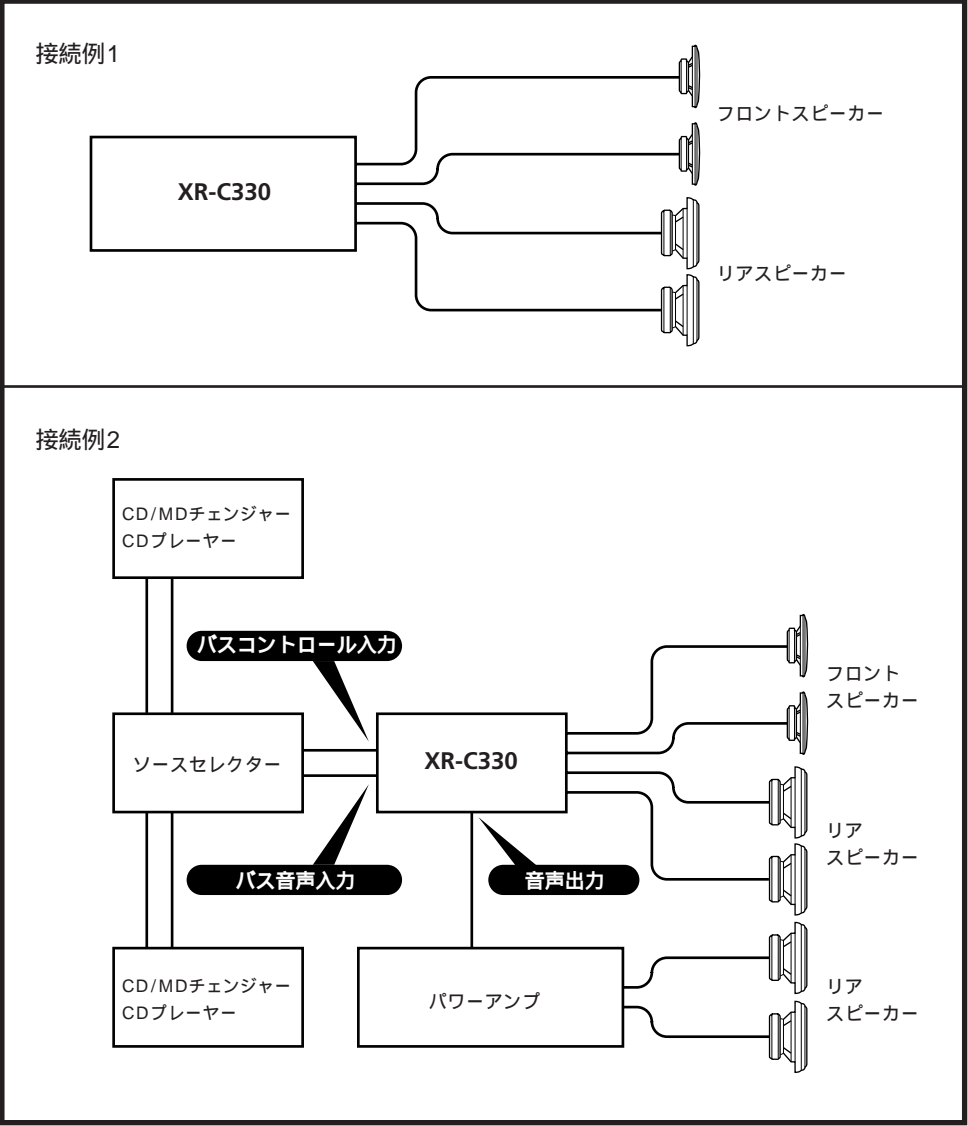 接続例1
フロントスピーカー
XR-C330
リアスピーカー
接続例2
CD/MDチェンジャー
CDプレーヤー
バスコントロール入力
フロント
スピーカー
ソースセレクター
XR-C330
リア
スピーカー
バス音声入力
音声出力
CD/MDチェンジャー
CDプレーヤー
パワーアンプ
リア
スピーカー